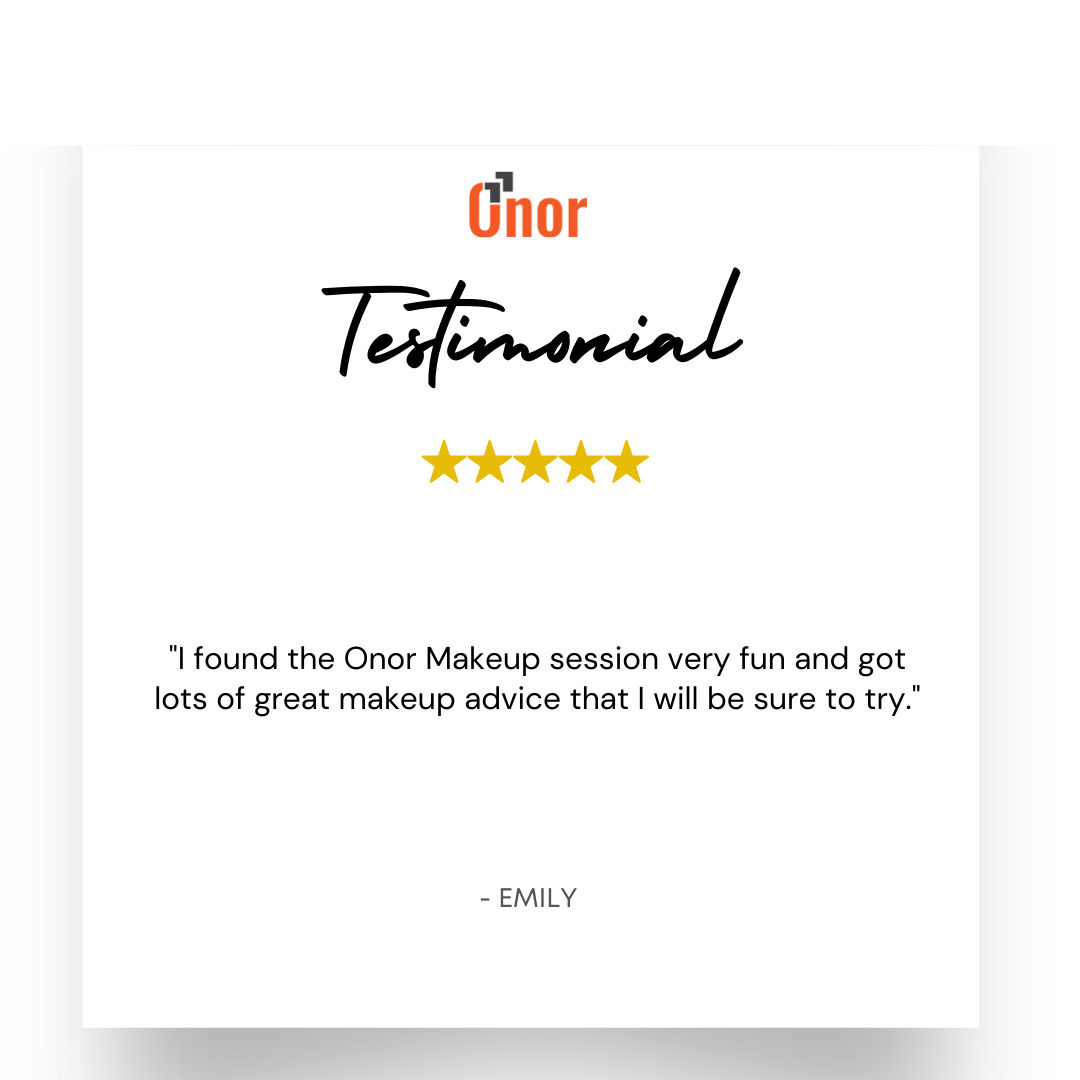 Onor
Testimonial
"I found the Onor Makeup session very fun and got
lots of great makeup advice that I will be sure to try."
- EMILY